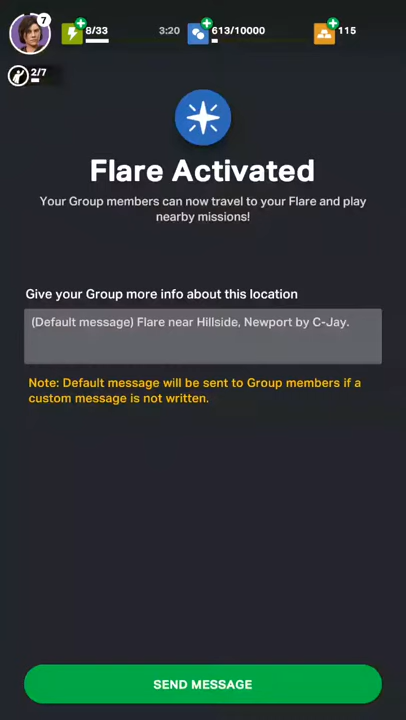 7
8/33
3:20
613/10000
115
2/7
Flare Activated
Your Group members can now travel to your Flare and play
nearby missions!
Give your Group more info about this location
(Default message) Flare near Hillside, Newport by C-Jay.
Note: Default message will be sent to Group members if a
custom message is not written.
SEND MESSAGE